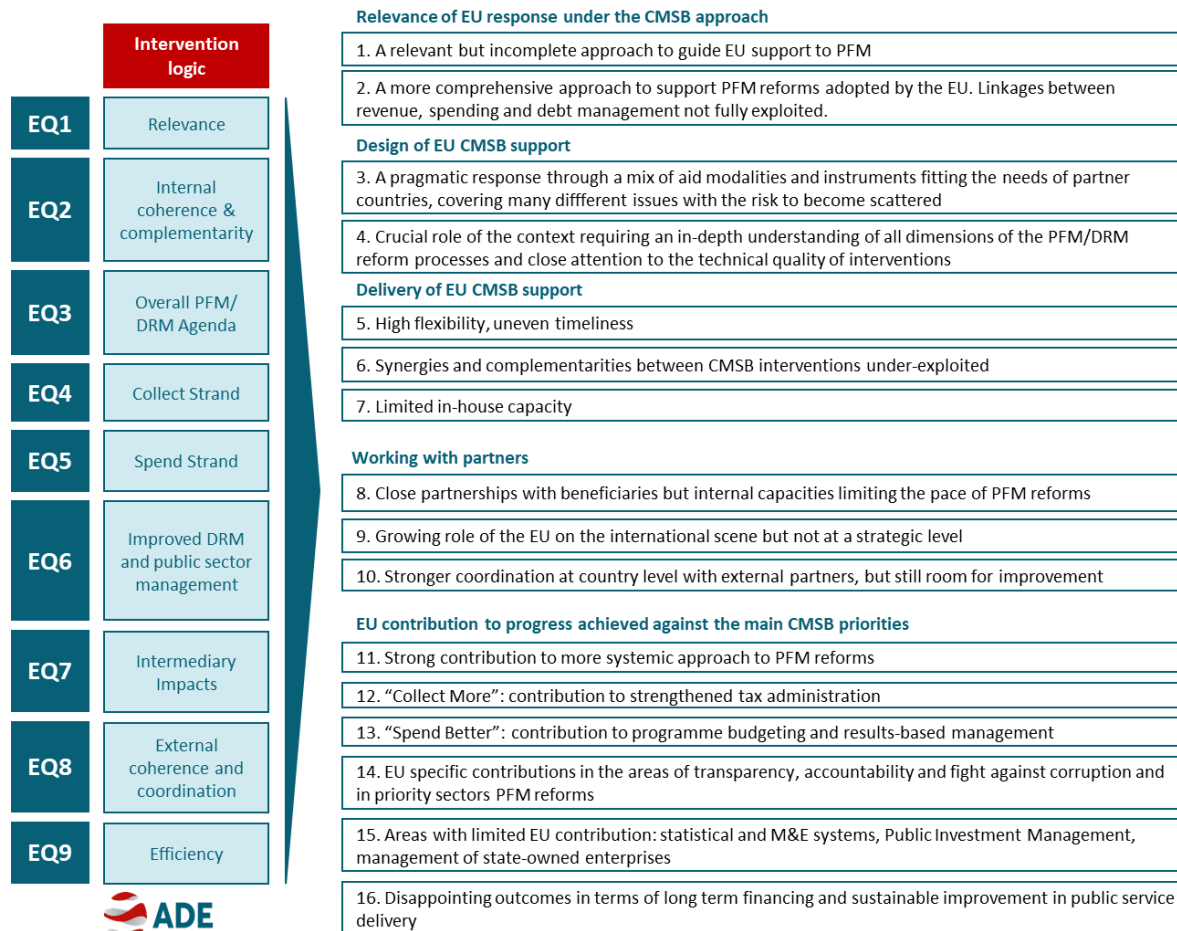 Intervention
logic
EQ1
Relevance
EQ2
Internal
coherence &
complementarity
EQ3
Overall PFM/
DRM Agenda
EQ4
Collect Strand
EQ5
Spend Strand
EQ6
Improved DRM
and public sector
management
EQ7
Intermediary
Impacts
EQ8
External
coherence and
coordination
EQ9
Efficiency
ADE
Relevance of EU response under the CMSB approach
1. A relevant but incomplete approach to guide EU support to PFM
2. A more comprehensive approach to support PFM reforms adopted by the EU. Linkages between
revenue, spending and debt management not fully exploited.
Design of EU CMSB support
3. A pragmatic response through a mix of aid modalities and instruments fitting the needs of partner
countries, covering many diffferent issues with the risk to become scattered
4. Crucial role of the context requiring an in-depth understanding of all dimensions of the PFM/DRM
reform processes and close attention to the technical quality of interventions
Delivery of EU CMSB support
5. High flexibility, uneven timeliness
6. Synergies and complementarities between CMSB interventions under-exploited
7. Limited in-house capacity
Working with partners
8. Close partnerships with beneficiaries but internal capacities limiting the pace of PFM reforms
9. Growing role of the EU on the international scene but not at a strategic level
10. Stronger coordination at country level with external partners, but still room for improvement
EU contribution to progress achieved against the main CMSB priorities
11. Strong contribution to more systemic approach to PFM reforms
12. “Collect More”: contribution to strengthened tax administration
13. “Spend Better”: contribution to programme budgeting and results-based management
14. EU specific contributions in the areas of transparency, accountability and fight against corruption and
in priority sectors PFM reforms
15. Areas with limited EU contribution: statistical and M&E systems, Public Investment Management,
management of state-owned enterprises
16. Disappointing outcomes in terms of long term financing and sustainable improvement in public service
delivery